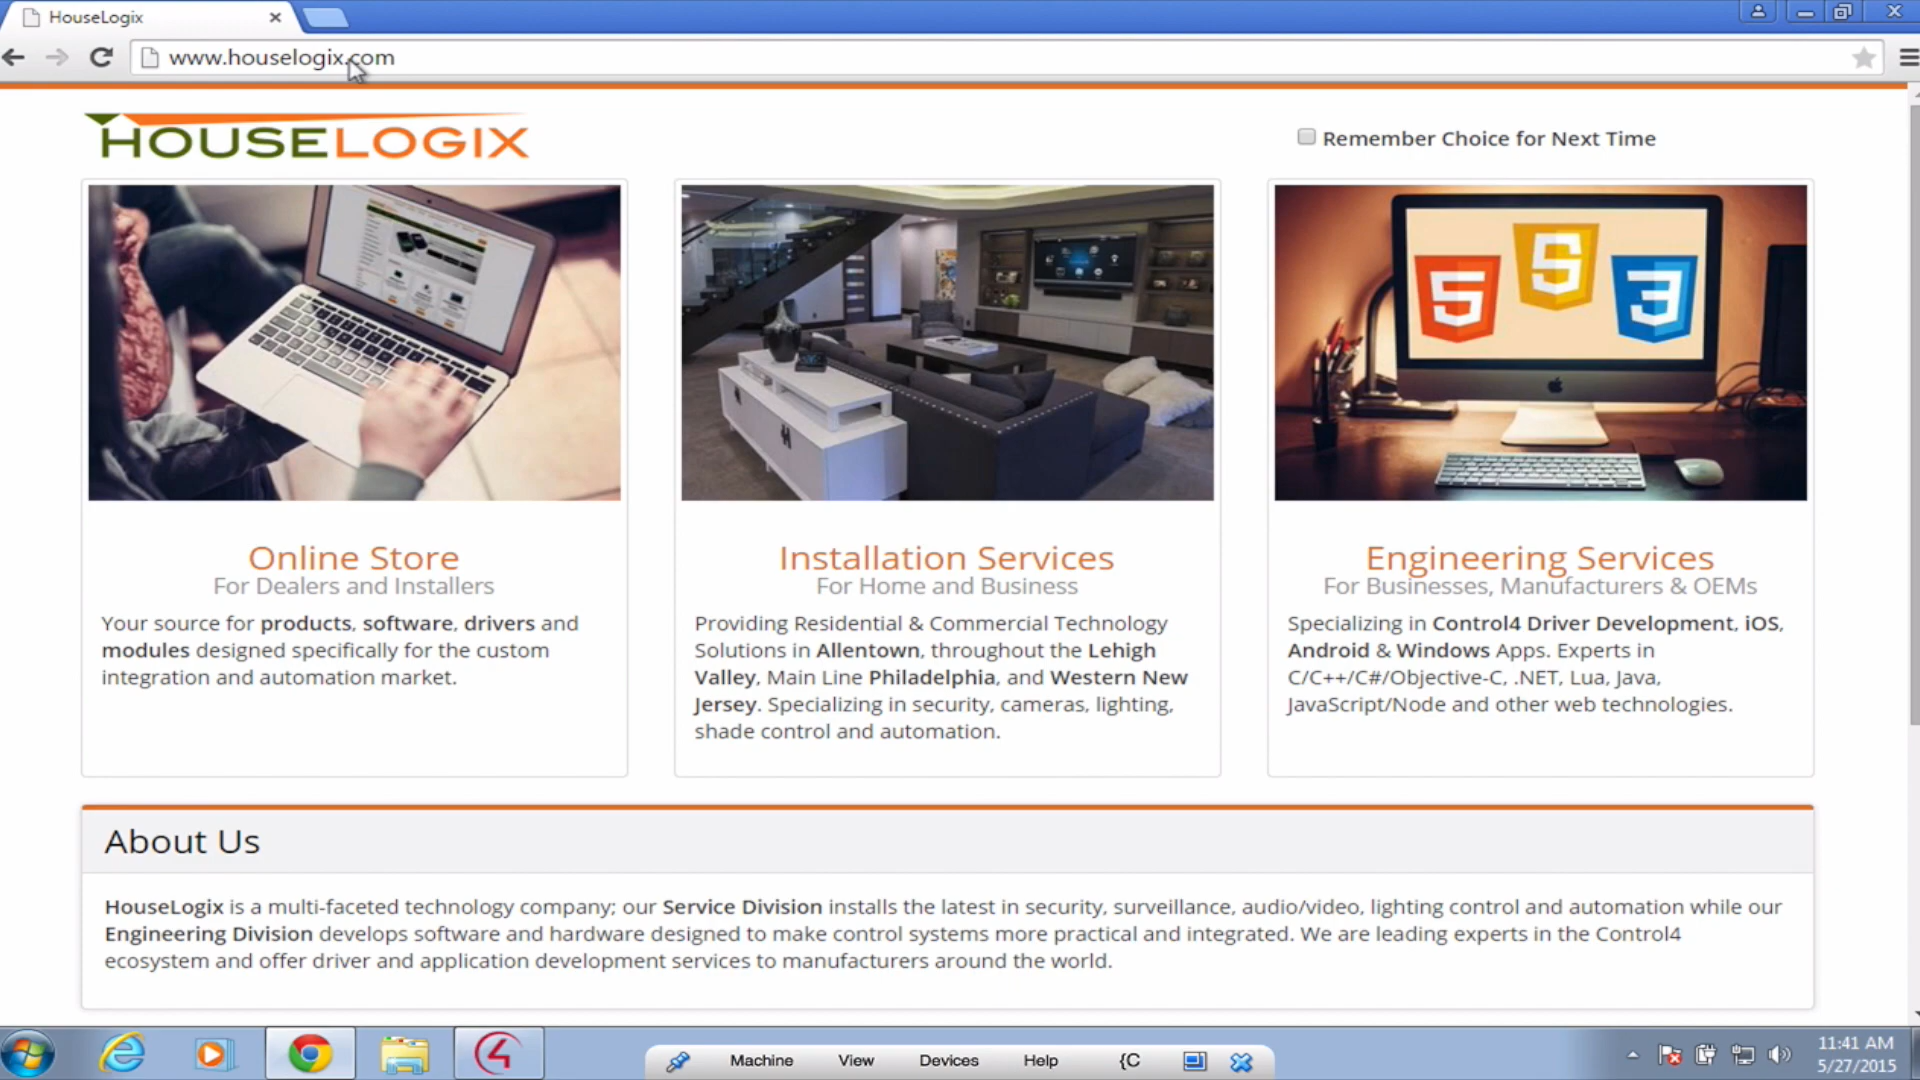 HouseLogix
www.houselogix.com
HOUSELOGIX
Remember Choice for Next Time
5
5
3
Online Store
For Dealers and Installers
Your source for products, software, drivers and
modules designed specifically for the custom
integration and automation market.
Installation Services
For Home and Business
Providing Residential & Commercial Technology
Solutions in Allentown, throughout the Lehigh
Valley, Main Line Philadelphia, and Western New
Jersey. Specializing in security, cameras, lighting,
shade control and automation.
Engineering Services
For Businesses, Manufacturers & OEMs
Specializing in Control4 Driver Development, iOS,
Android & Windows Apps. Experts in
C/C++/C#/Objective-C, .NET, Lua, Java,
JavaScript/Node and other web technologies.
About Us
HouseLogix is a multi-faceted technology company; our Service Division installs the latest in security, surveillance, audio/video, lighting control and automation while our
Engineering Division develops software and hardware designed to make control systems more practical and integrated. We are leading experts in the Control4
ecosystem and offer driver and application development services to manufacturers around the world.
4
Machine View Devices Help {C
11:41 AM
5/27/2015